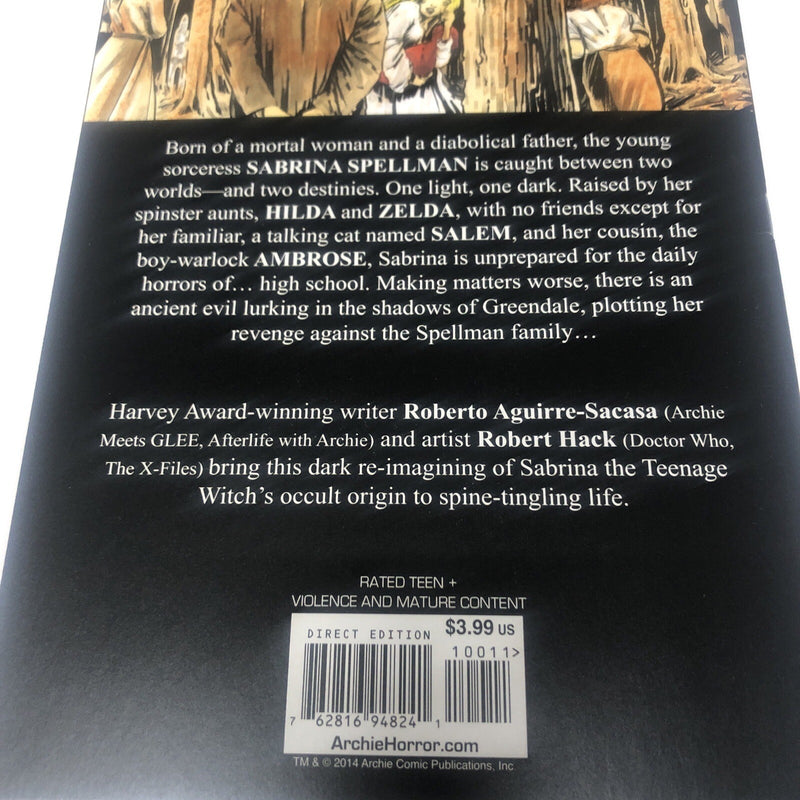 Born of a mortal woman and a diabolical father, the young
sorceress SABRINA SPELLMAN is caught between two
worlds—and two destinies. One light, one dark. Raised by her
spinster aunts, HILDA and ZELDA, with no friends except for
her familiar, a talking cat named SALEM, and her cousin, the
boy-warlock AMBROSE, Sabrina is unprepared for the daily
horrors of… high school. Making matters worse, there is an
ancient evil lurking in the shadows of Greendale, plotting her
revenge against the Spellman family…
Harvey Award-winning writer Roberto Aguirre-Sacasa (Archie
Meets GLEE, Afterlife with Archie) and artist Robert Hack (Doctor Who,
The X-Files) bring this dark re-imagining of Sabrina the Teenage
Witch's occult origin to spine-tingling life.
RATED TEEN +
VIOLENCE AND MATURE CONTENT
DIRECT EDITION $3.99 US
10011>
7 62816 94824 1
ArchieHorror.com
TM & © 2014 Archie Comic Publications, Inc.